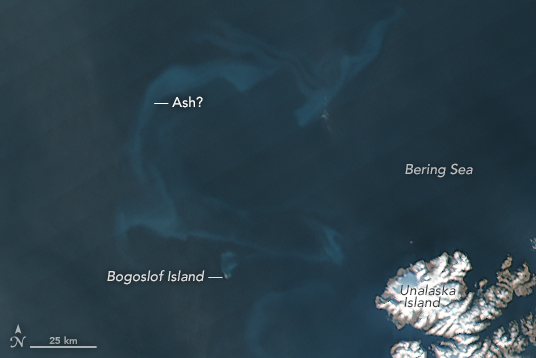 Ash?
Bering Sea
Bogoslof Island
Unalaska
Island
N
25 km